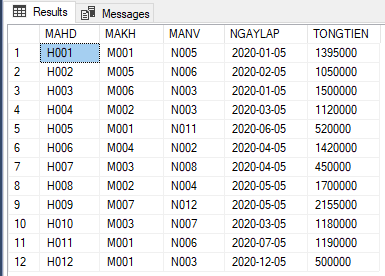 Results Messages
MAHD MAKH MANV NGAYLAP TONGTIEN
1 H001 M001 N005 2020-01-05 1395000
2 H002 M005 N006 2020-02-05 1050000
3 H003 M006 N003 2020-01-05 1500000
4 H004 M002 N003 2020-03-05 1120000
5 H005 M001 N011 2020-06-05 520000
6 H006 M004 N002 2020-04-05 1420000
7 H007 M003 N008 2020-04-05 450000
8 H008 M002 N004 2020-05-05 1700000
9 H009 M007 N012 2020-05-05 2155000
10 H010 M003 N007 2020-03-05 1180000
11 H011 M001 N006 2020-07-05 1190000
12 H012 M001 N003 2020-12-05 500000